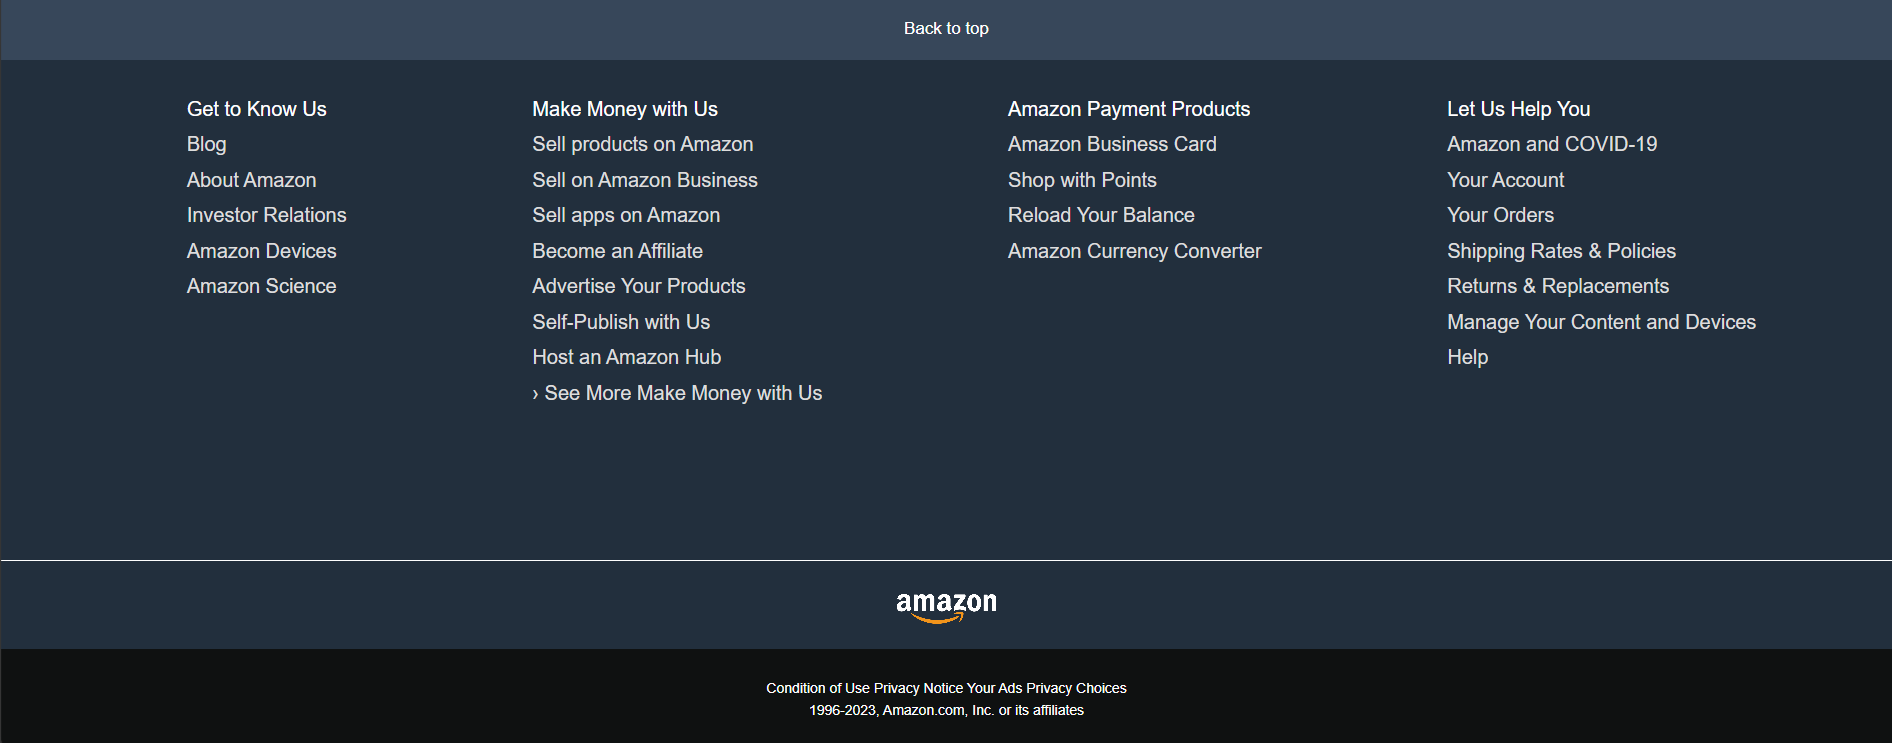 Back to top
Get to Know Us
Blog
About Amazon
Investor Relations
Amazon Devices
Amazon Science
Make Money with Us
Sell products on Amazon
Sell on Amazon Business
Sell apps on Amazon
Become an Affiliate
Advertise Your Products
Self-Publish with Us
Host an Amazon Hub
› See More Make Money with Us
Amazon Payment Products
Amazon Business Card
Shop with Points
Reload Your Balance
Amazon Currency Converter
Let Us Help You
Amazon and COVID-19
Your Account
Your Orders
Shipping Rates & Policies
Returns & Replacements
Manage Your Content and Devices
Help
amazon
Condition of Use Privacy Notice Your Ads Privacy Choices
1996-2023, Amazon.com, Inc. or its affiliates